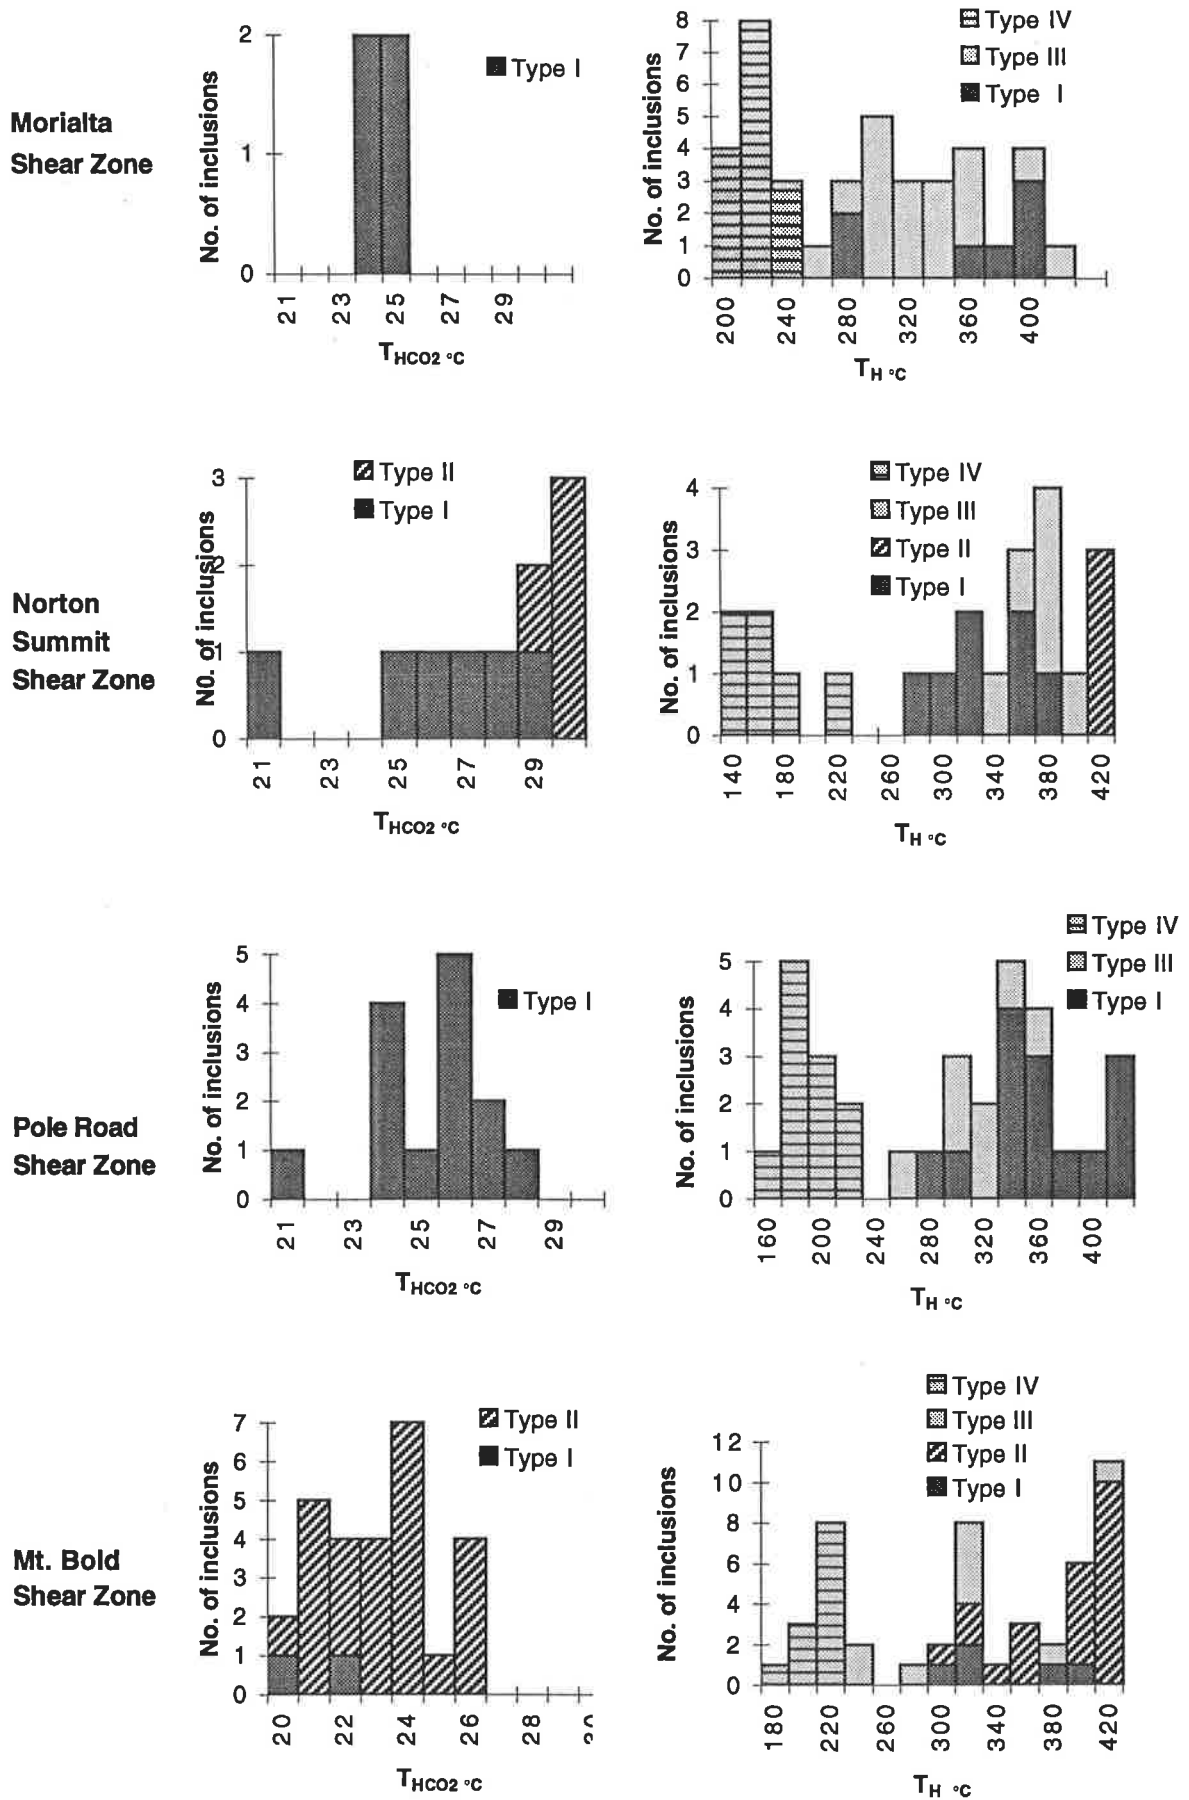 Morialta
Shear Zone
No. of inclusions
2
1
0
Type I
21 23 25 27 29
THCO2 °C
No. of inclusions
8
7
6
5
4
3
2
1
0
Type IV
Type III
Type I
200 240 280 320 360 400
TH °C
Norton
Summit
Shear Zone
N0. of inclusions
3
2
1
0
Type II
Type I
21 23 25 27 29
THCO2 °C
No. of inclusions
4
3
2
1
0
Type IV
Type III
Type II
Type I
140 180 220 260 300 340 380 420
TH °C
Pole Road
Shear Zone
No. of inclusions
5
4
3
2
1
0
Type I
21 23 25 27 29
THCO2 °C
No. of inclusions
5
4
3
2
1
0
Type IV
Type III
Type I
160 200 240 280 320 360 400
TH °C
Mt. Bold
Shear Zone
No. of inclusions
7
6
5
4
3
2
1
0
Type II
Type I
20 22 24 26 28
THCO2 °C
No. of inclusions
12
10
8
6
4
2
0
Type IV
Type III
Type II
Type I
180 220 260 300 340 380 420
TH °C